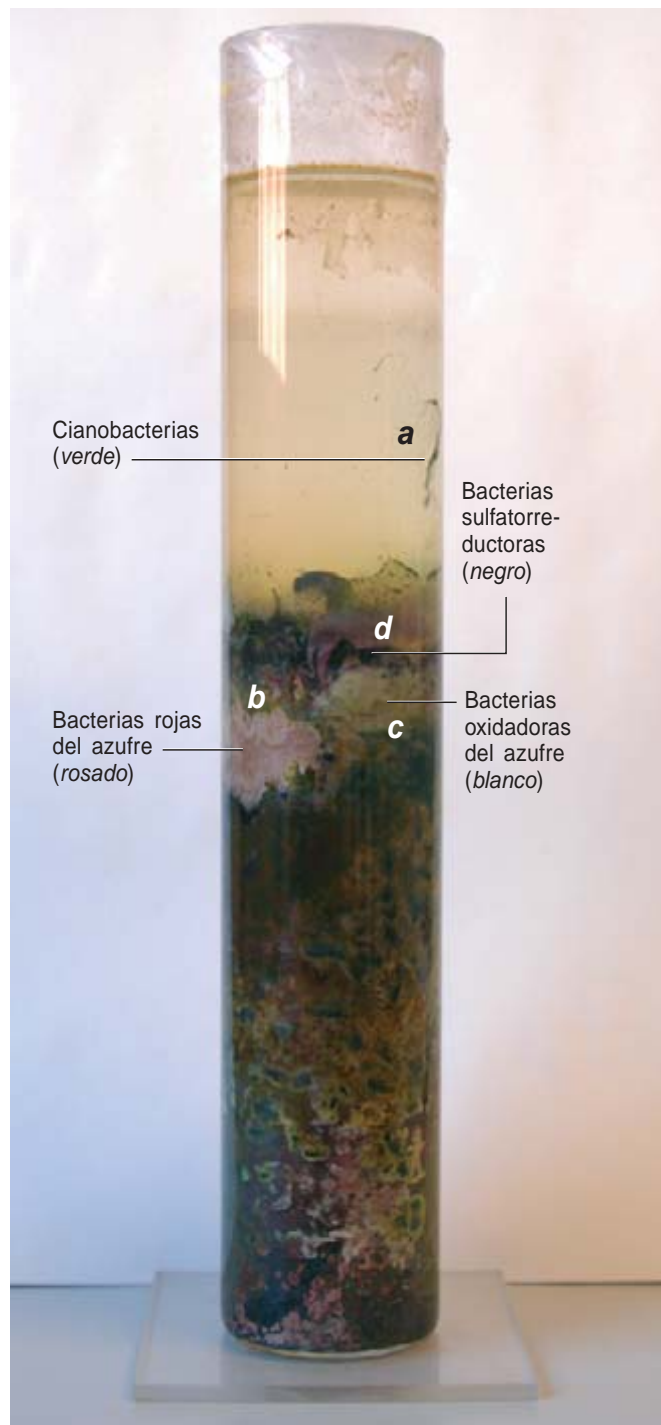 Cianobacterias
(verde)
a
Bacterias
sulfatorre-
ductoras
(negro)
d
b
Bacterias rojas
del azufre
(rosado)
Bacterias
oxidadoras
del azufre
(blanco)
c